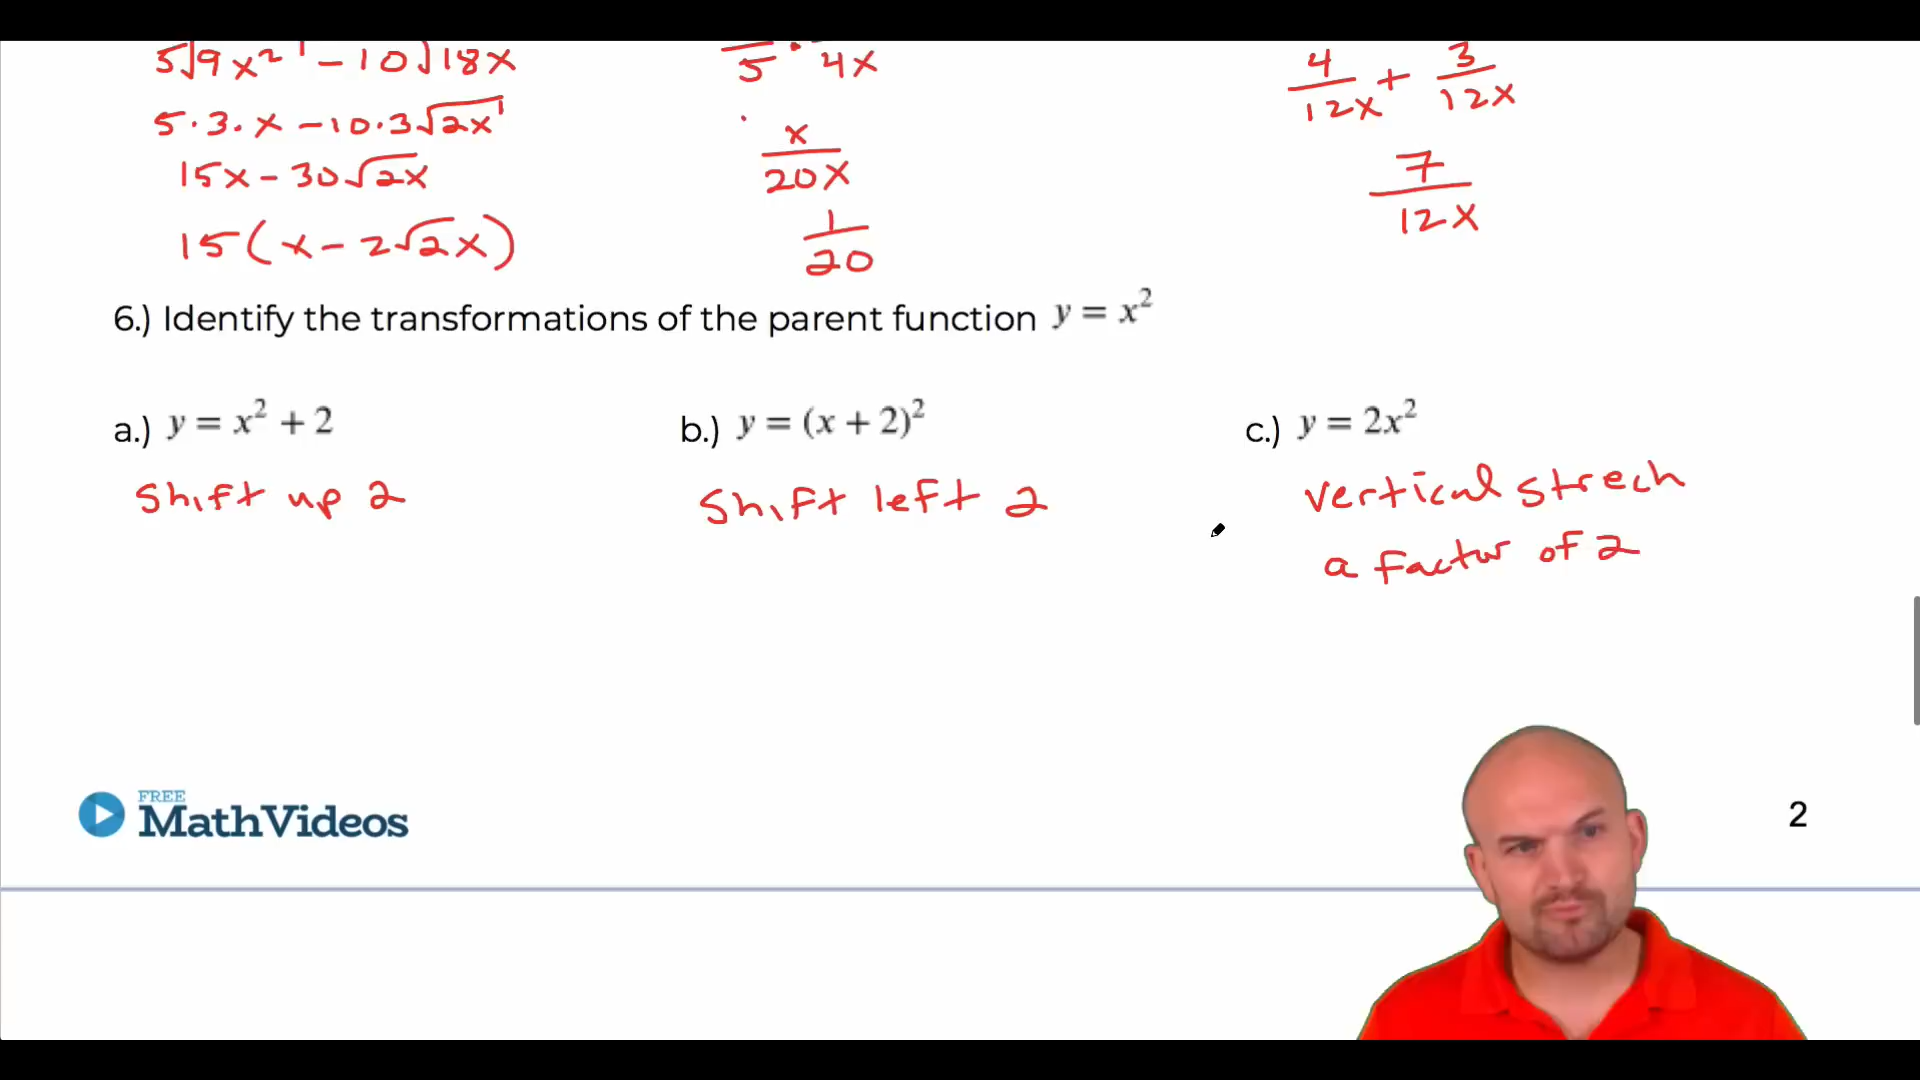 5√9x² - 10√18x
5·3·x - 10·3√2x
15x - 30√2x
15(x - 2√2x)
5 · 4x
x/20x
1/20
4/12x + 3/12x
7/12x
6.) Identify the transformations of the parent function y = x²
a.) y = x² + 2
shift up 2
b.) y = (x + 2)²
shift left 2
c.) y = 2x²
vertical strech
a factor of 2
FREE
MathVideos
2